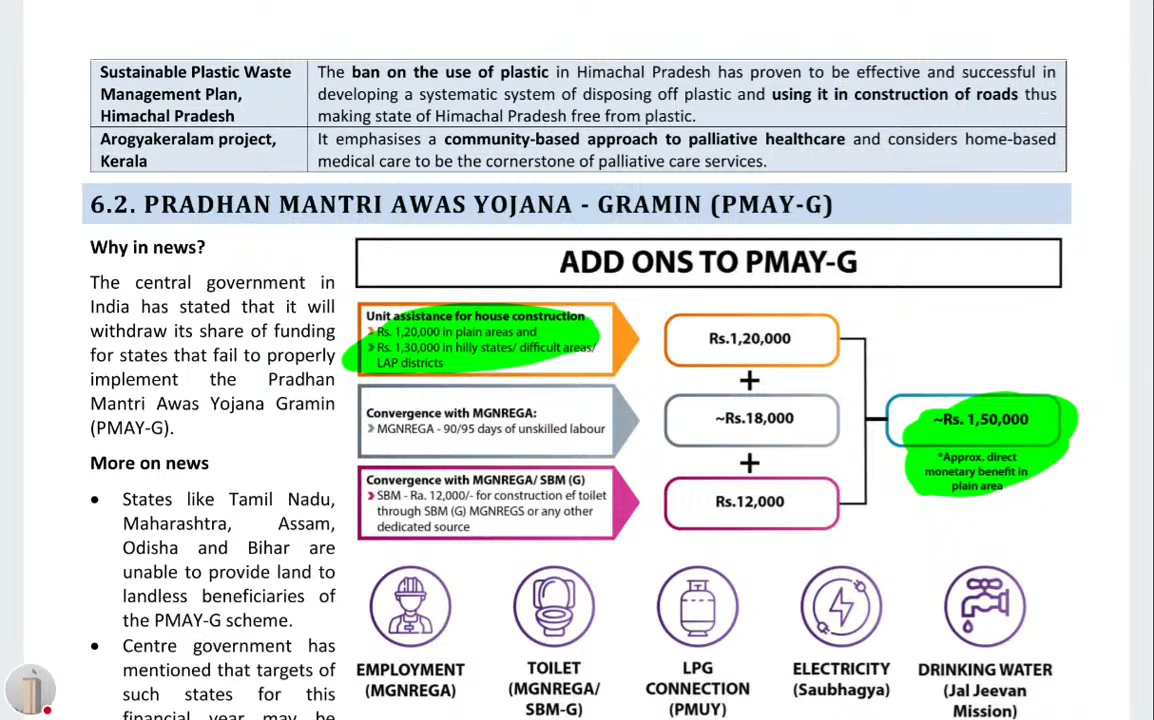 Sustainable Plastic Waste
Management Plan,
Himachal Pradesh
The ban on the use of plastic in Himachal Pradesh has proven to be effective and successful in
developing a systematic system of disposing off plastic and using it in construction of roads thus
making state of Himachal Pradesh free from plastic.
Arogyakeralam project,
Kerala
It emphasises a community-based approach to palliative healthcare and considers home-based
medical care to be the cornerstone of palliative care services.
6.2. PRADHAN MANTRI AWAS YOJANA - GRAMIN (PMAY-G)
Why in news?
The central government in
India has stated that it will
withdraw its share of funding
for states that fail to properly
implement the Pradhan
Mantri Awas Yojana Gramin
(PMAY-G).
More on news
• States like Tamil Nadu,
Maharashtra, Assam,
Odisha and Bihar are
unable to provide land to
landless beneficiaries of
the PMAY-G scheme.
• Centre government has
mentioned that targets of
such states for this
financial year may be
ADD ONS TO PMAY-G
Unit assistance for house construction
Rs. 1,20,000 in plain areas and
Rs. 1,30,000 in hilly states/ difficult areas/
LAP districts
Rs.1,20,000
+
Convergence with MGNREGA:
MGNREGA - 90/95 days of unskilled labour
~Rs.18,000
+
Convergence with MGNREGA/ SBM (G)
SBM - Ra. 12,000/- for construction ef toilet
through SBM (G) MGNREGS or any other
dedicated source
Rs.12,000
~Rs. 1,50,000
*Approx. direct
monetary benefit in
plain area
EMPLOYMENT
(MGNREGA)
TOILET
(MGNREGA/
SBM-G)
LPG
CONNECTION
(PMUY)
ELECTRICITY
(Saubhagya)
DRINKING WATER
(Jal Jeevan
Mission)